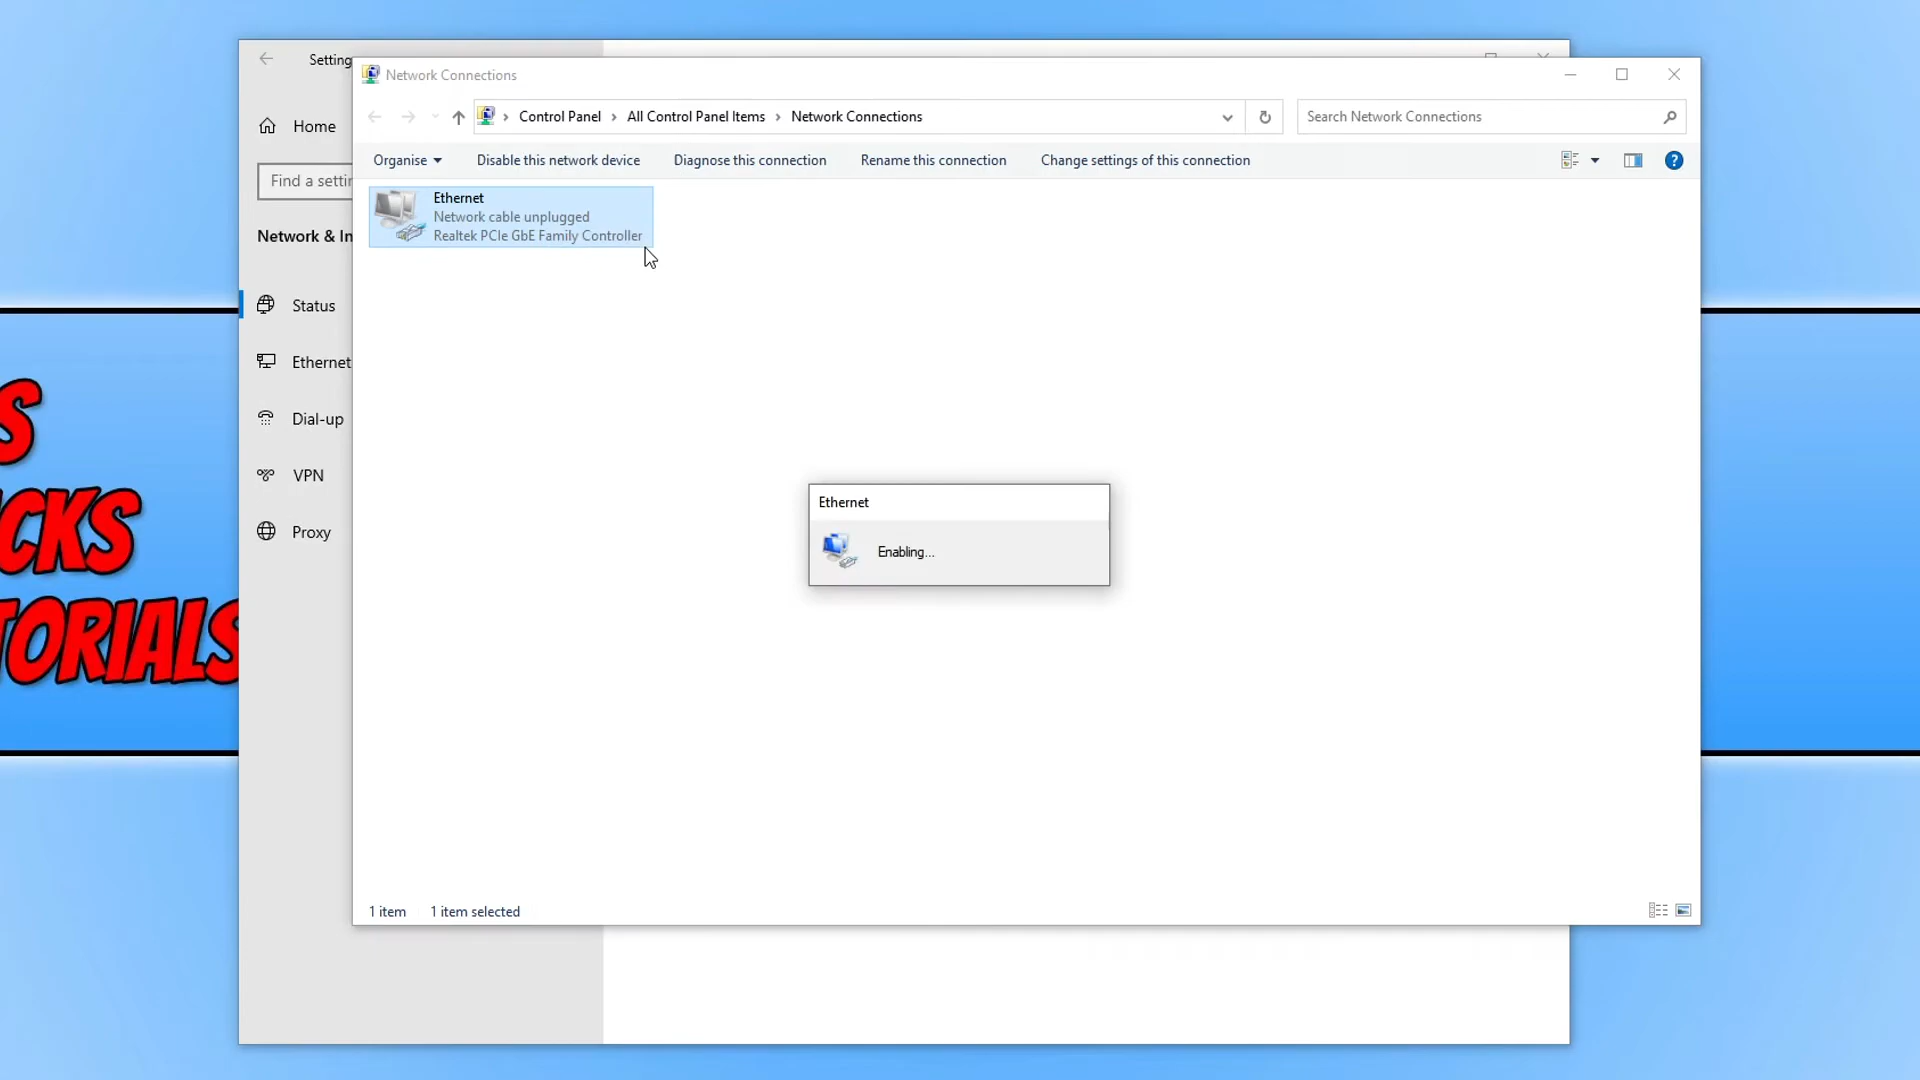 Setting
Network Connections
Control Panel › All Control Panel Items › Network Connections
Search Network Connections
Home
Organise
Disable this network device
Diagnose this connection
Rename this connection
Change settings of this connection
?
Find a settin
Ethernet
Network cable unplugged
Realtek PCIe GbE Family Controller
Network & In
Status
Ethernet
Dial-up
VPN
Proxy
S
CKS
TORIALS
Ethernet
Enabling...
1 item
1 item selected